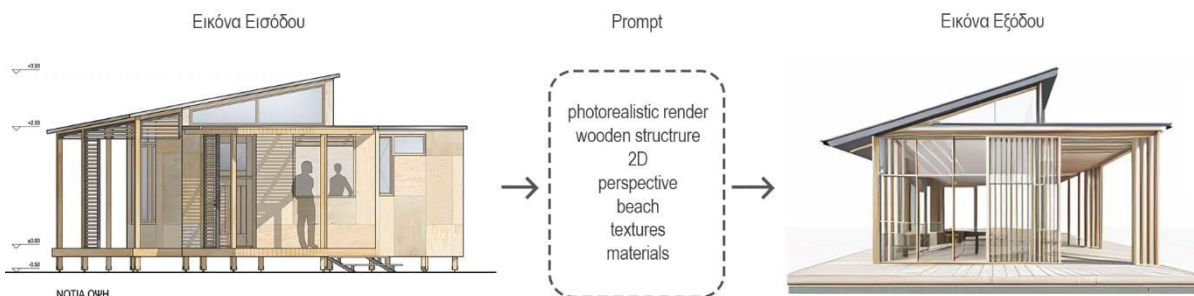 Εικόνα Εισόδου
Prompt
Εικόνα Εξόδου
+3.50
+2.50
±0.00
-0.50
ΝΟΤΙΑ ΟΨΗ
photorealistic render
wooden structrure
2D
perspective
beach
textures
materials